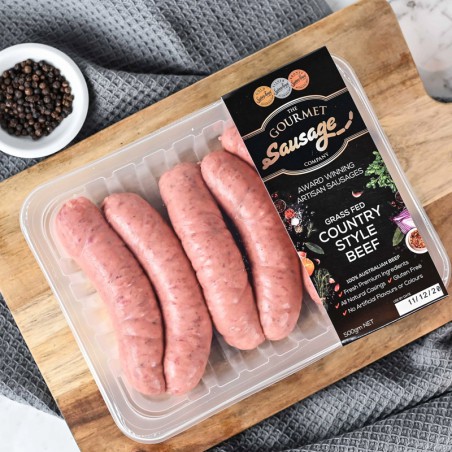 THE
GOURMET
Sausage
COMPANY
AWARD WINNING
ARTISAN SAUSAGES
GRASS FED
COUNTRY
STYLE
BEEF
100% AUSTRALIAN BEEF
✓ Fresh Premium Ingredients
✓ All Natural Casings ✓ Gluten Free
✓ No Artificial Flavours or Colours
500gm NET
11/12/20